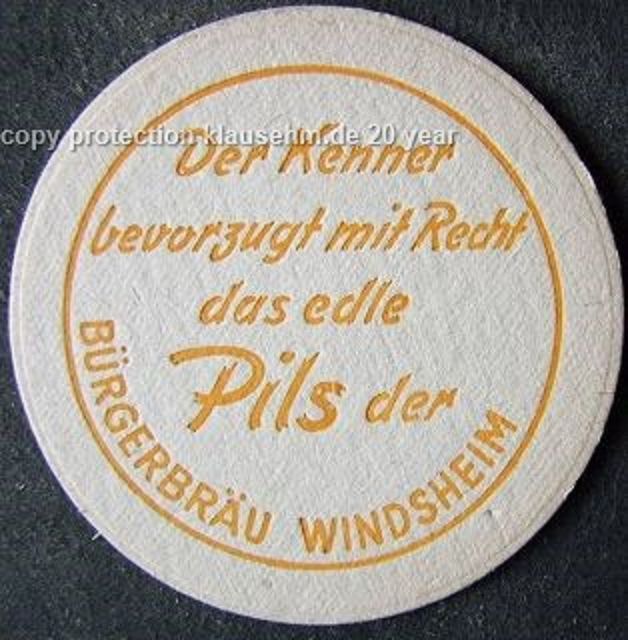 copy protection klausehm.de 20 year
Der Kenner
bevorzugt mit Recht
das edle
Pils der
BÜRGERBRÄU WINDSHEIM